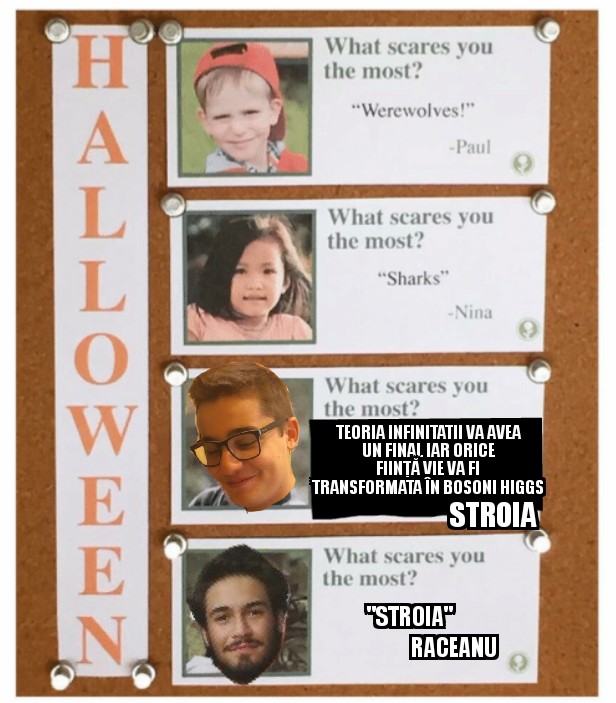 HALLOWEEN
What scares you
the most?
“Werewolves!”
-Paul
What scares you
the most?
“Sharks”
-Nina
What scares you
the most?
TEORIA INFINITATII VA AVEA
UN FINAL IAR ORICE
FIINȚĂ VIE VA FI
TRANSFORMATA ÎN BOSONI HIGGS
STROIA
What scares you
the most?
"STROIA"
RACEANU